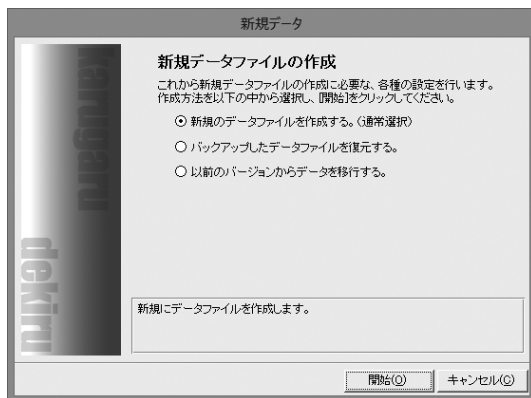 新規データ
karugaru
dekiru
新規データファイルの作成
これから新規データファイルの作成に必要な、各種の設定を行います。
作成方法を以下の中から選択し、[開始]をクリックしてください。
新規のデータファイルを作成する。(通常選択)
バックアップしたデータファイルを復元する。
以前のバージョンからデータを移行する。
新規にデータファイルを作成します。
開始(O)
キャンセル(C)